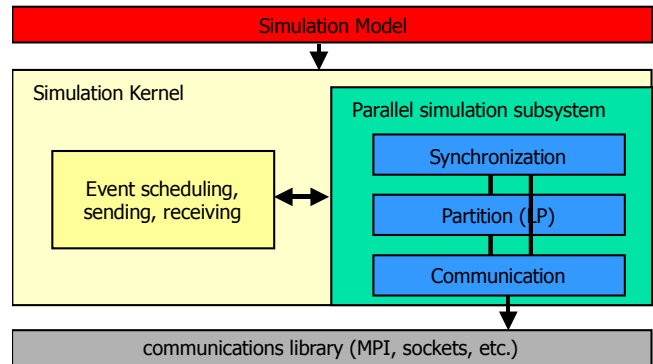 Simulation Model
Simulation Kernel
Parallel simulation subsystem
Synchronization
Event scheduling,
sending, receiving
Partition (LP)
Communication
communications library (MPI, sockets, etc.)